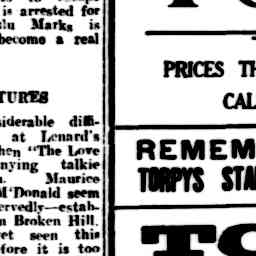 is arrested for
lu Marks is
become a real
TURES
siderable diffi-
at Lenard's
hen "The Love
nying talkie
Maurice
M'Donald seem
ervedly—estab-
n Broken Hill.
et seen this
fore it is too
PRICES TH
CAL
REMEM
TORPYS STA
TO